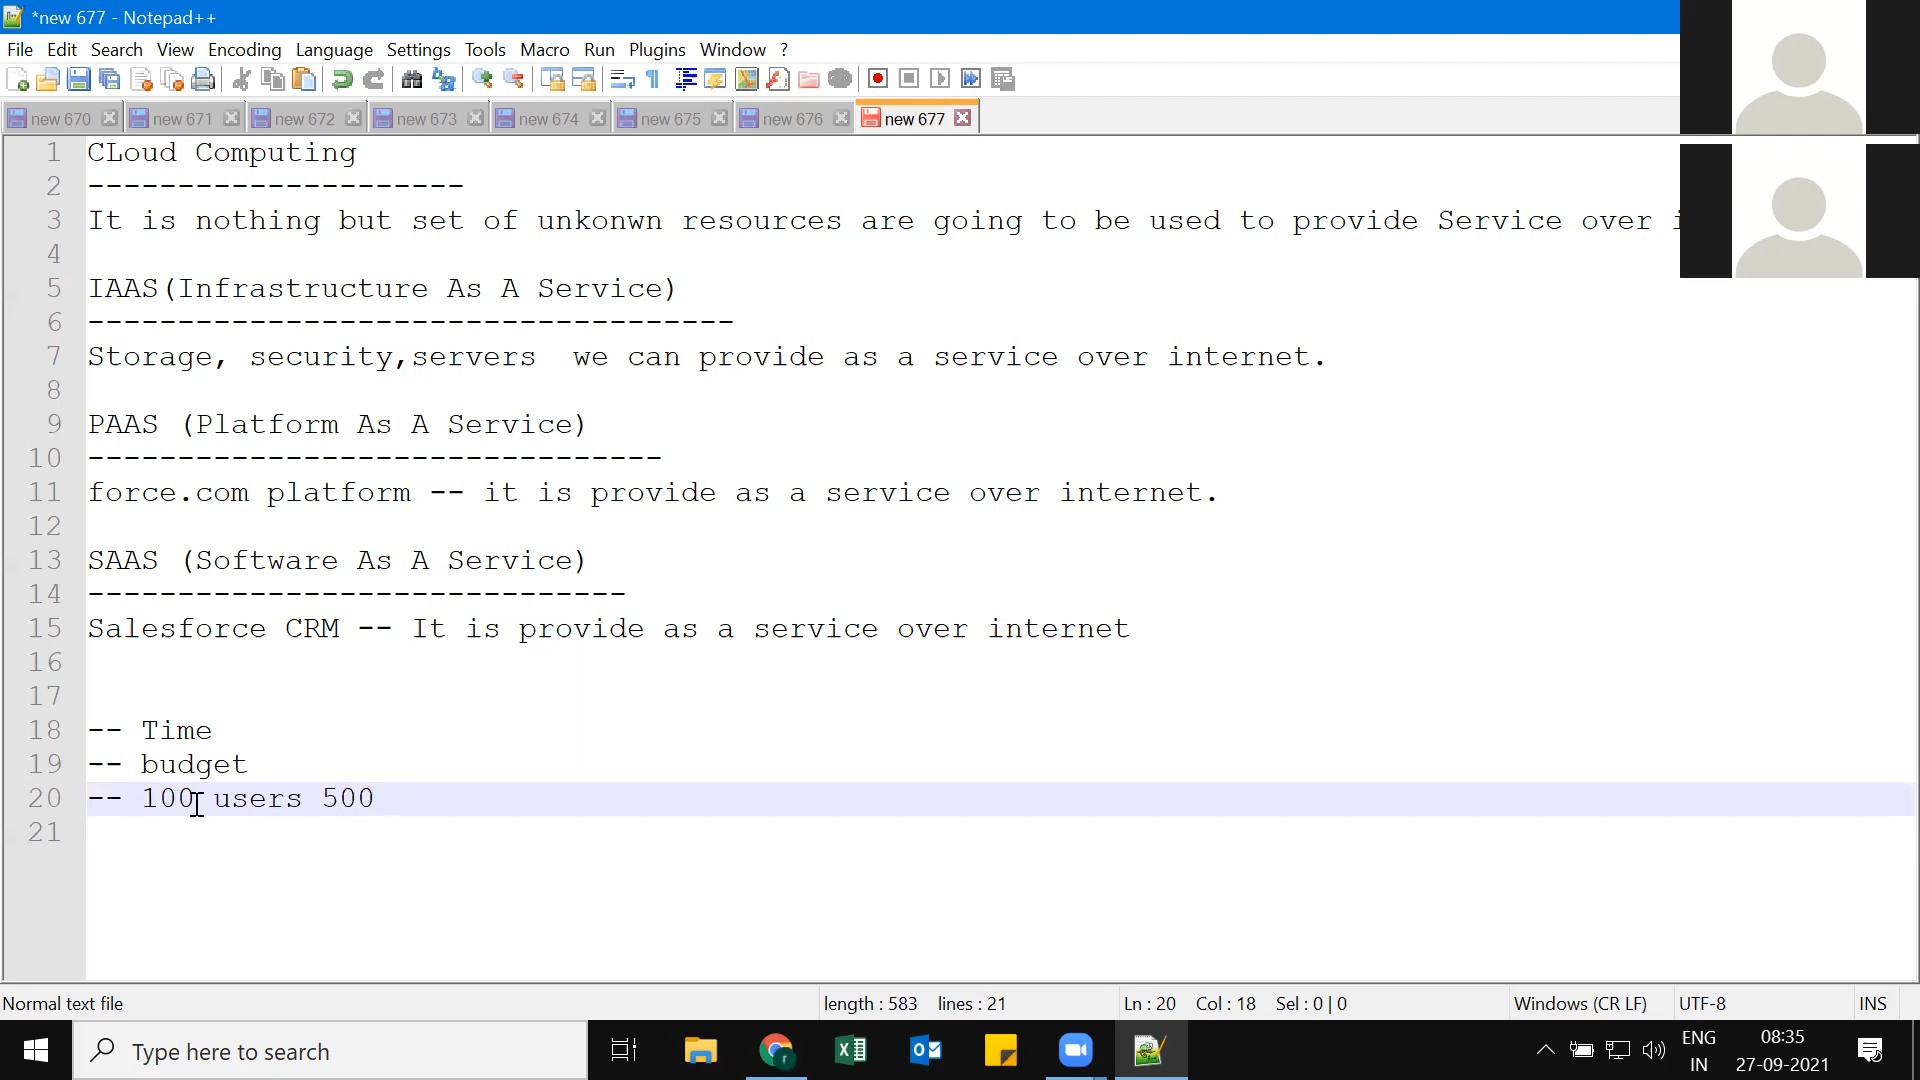 *new 677 - Notepad++
File Edit Search View Encoding Language Settings Tools Macro Run Plugins Window ?
new 670 new 671 new 672 new 673 new 674 new 675 new 676 new 677
1 CLoud Computing
2 ---------------------
3 It is nothing but set of unkonwn resources are going to be used to provide Service over
4
5 IAAS(Infrastructure As A Service)
6 ------------------------------------
7 Storage, security,servers  we can provide as a service over internet.
8
9 PAAS (Platform As A Service)
10 --------------------------------
11 force.com platform -- it is provide as a service over internet.
12
13 SAAS (Software As A Service)
14 ------------------------------
15 Salesforce CRM -- It is provide as a service over internet
16
17
18 -- Time
19 -- budget
20 -- 100 users 500
21
Normal text file length : 583 lines : 21 Ln : 20 Col : 18 Sel : 0 | 0 Windows (CR LF) UTF-8 INS
Type here to search
ENG
IN
08:35
27-09-2021